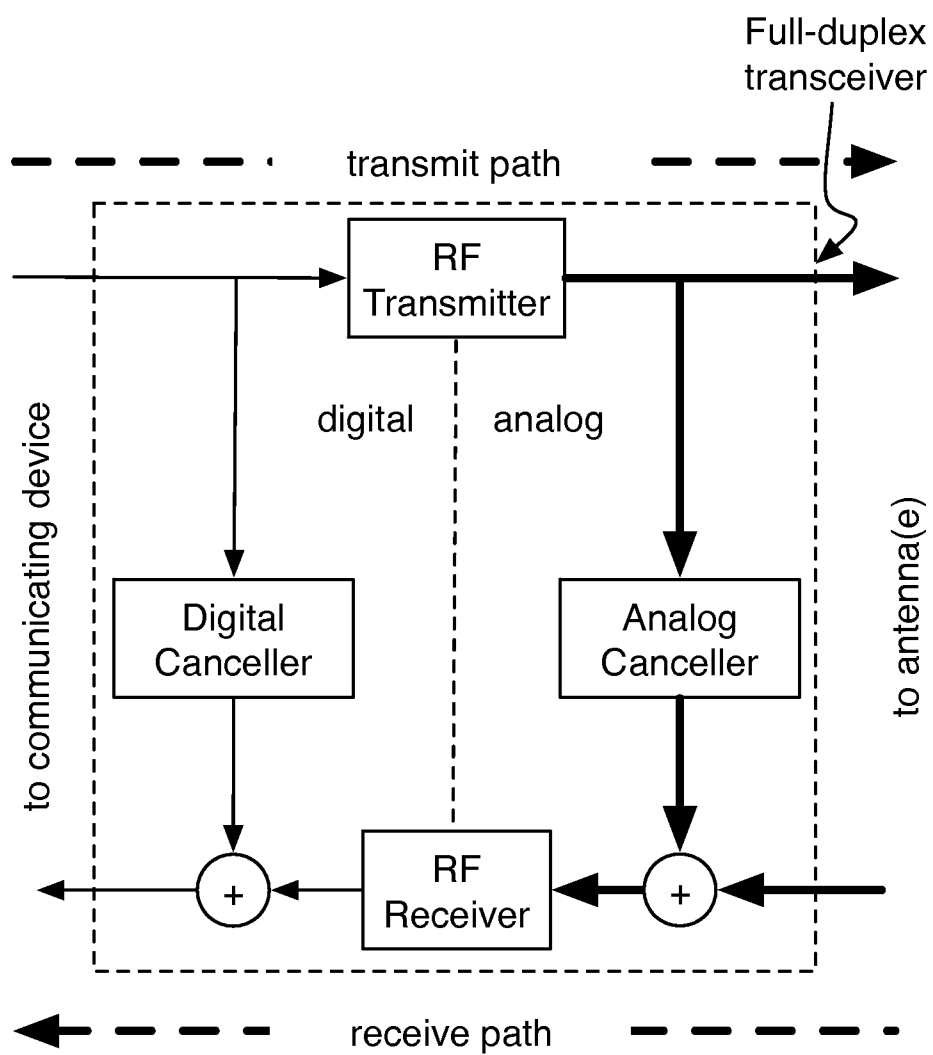 Full-duplex
transceiver
transmit path
RF
Transmitter
digital
analog
to communicating device
to antenna(e)
Digital
Canceller
Analog
Canceller
+
RF
Receiver
+
receive path